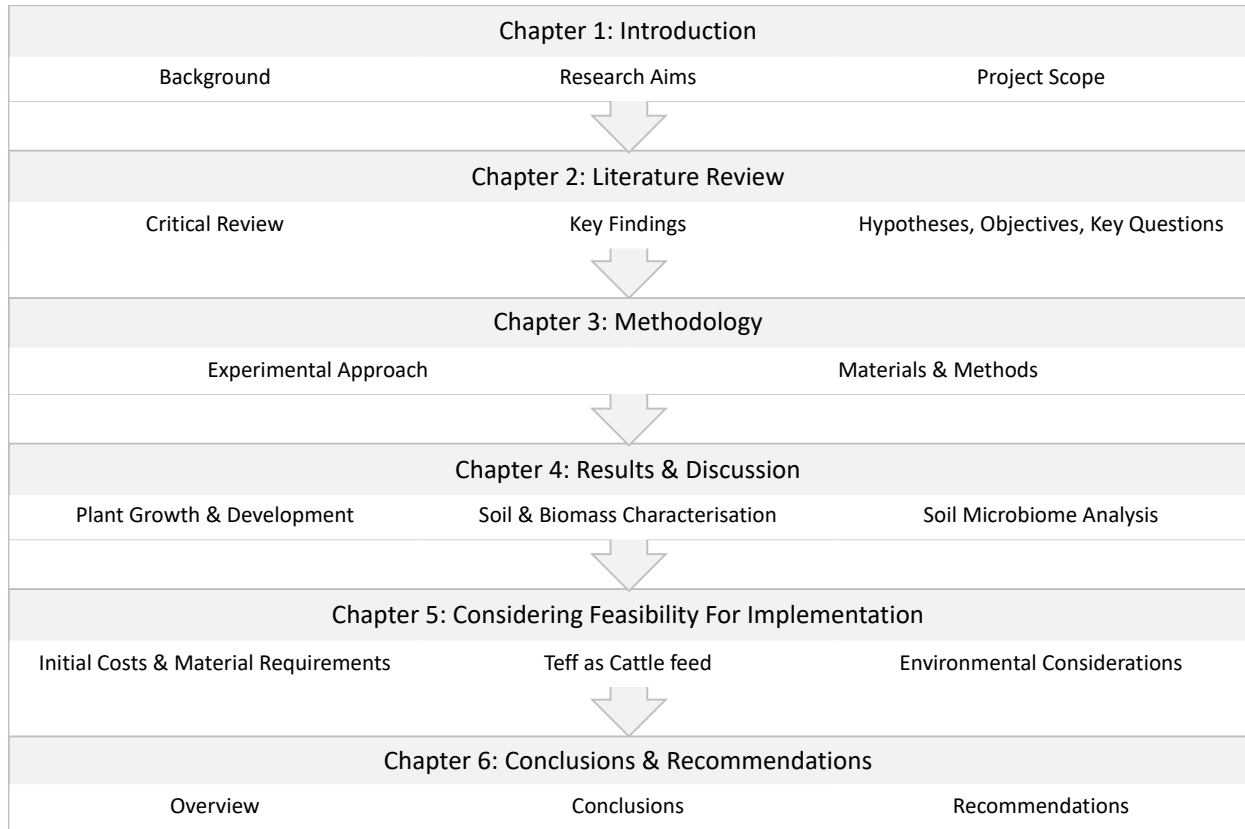 Chapter 1: Introduction
Background Research Aims Project Scope
Chapter 2: Literature Review
Critical Review Key Findings Hypotheses, Objectives, Key Questions
Chapter 3: Methodology
Experimental Approach Materials & Methods
Chapter 4: Results & Discussion
Plant Growth & Development Soil & Biomass Characterisation Soil Microbiome Analysis
Chapter 5: Considering Feasibility For Implementation
Initial Costs & Material Requirements Teff as Cattle feed Environmental Considerations
Chapter 6: Conclusions & Recommendations
Overview Conclusions Recommendations